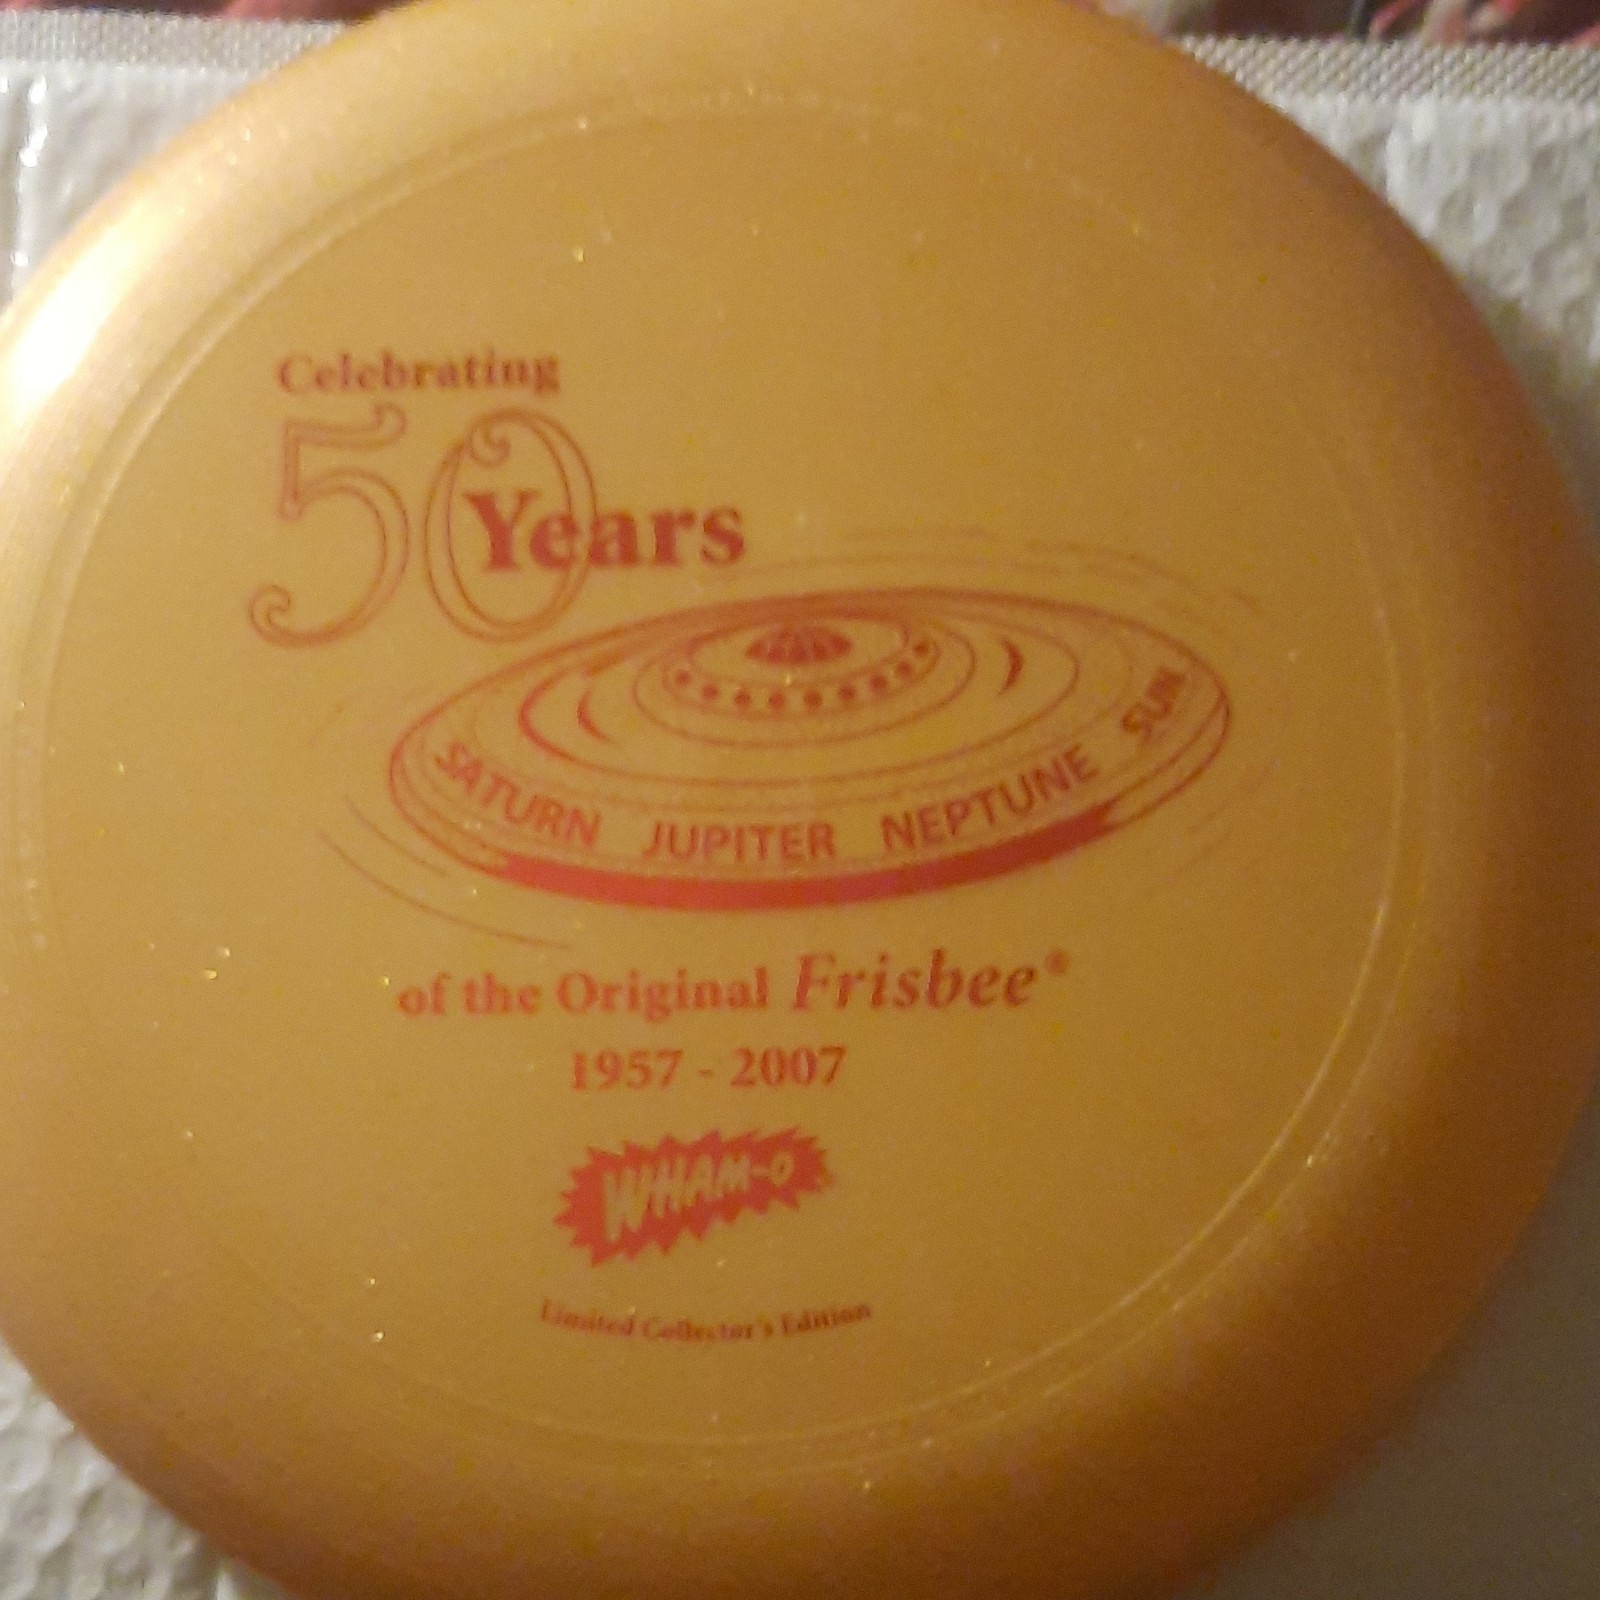 Celebrating
50 Years
SATURN JUPITER NEPTUNE SUN
of the Original Frisbee®
1957 - 2007
WHAM-O
Limited Collector's Edition